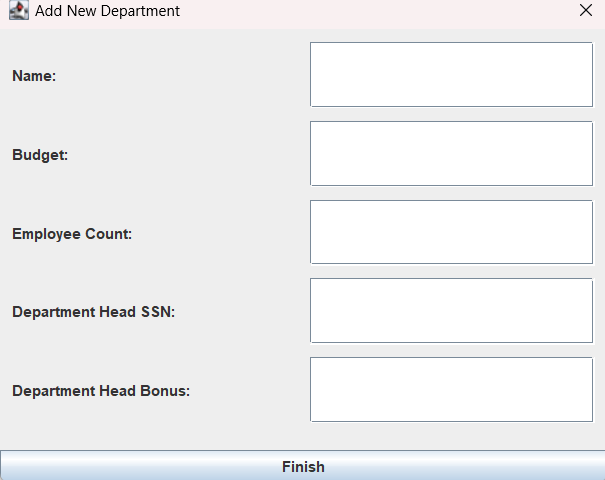 Add New Department
Name:
Budget:
Employee Count:
Department Head SSN:
Department Head Bonus:
Finish